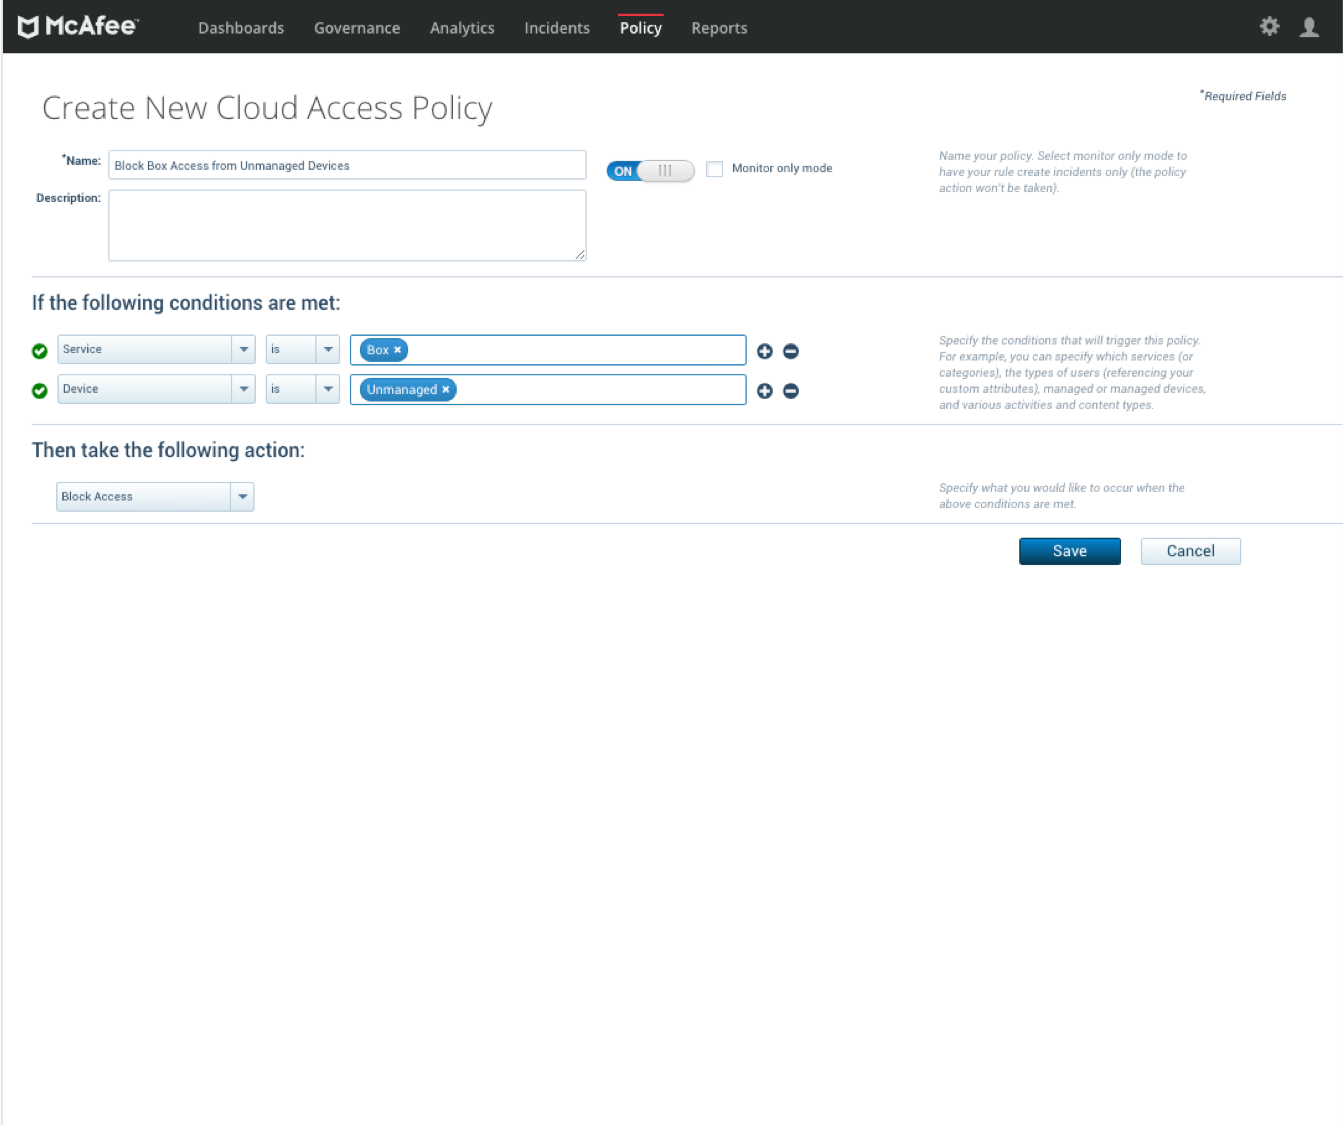 McAfee™
Dashboards Governance Analytics Incidents Policy Reports
Create New Cloud Access Policy
*Required Fields
*Name: Block Box Access from Unmanaged Devices
ON Monitor only mode
Name your policy. Select monitor only mode to
have your rule create incidents only (the policy
action won't be taken).
Description:
If the following conditions are met:
Service is Box ×
Device is Unmanaged ×
Specify the conditions that will trigger this policy.
For example, you can specify which services (or
categories), the types of users (referencing your
custom attributes), managed or managed devices,
and various activities and content types.
Then take the following action:
Block Access
Specify what you would like to occur when the
above conditions are met.
Save Cancel